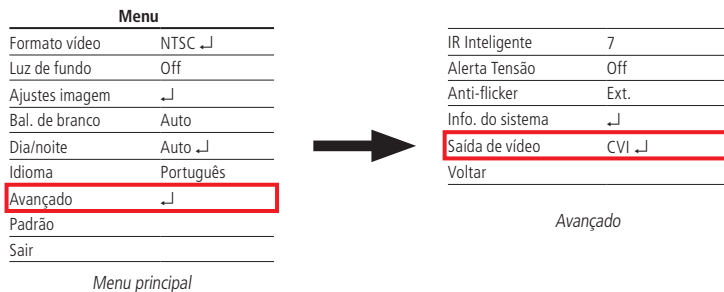 Menu
Formato vídeo NTSC ↵
Luz de fundo Off
Ajustes imagem ↵
Bal. de branco Auto
Dia/noite Auto ↵
Idioma Português
Avançado ↵
Padrão
Sair
Menu principal
IR Inteligente 7
Alerta Tensão Off
Anti-flicker Ext.
Info. do sistema ↵
Saída de vídeo CVI ↵
Voltar
Avançado